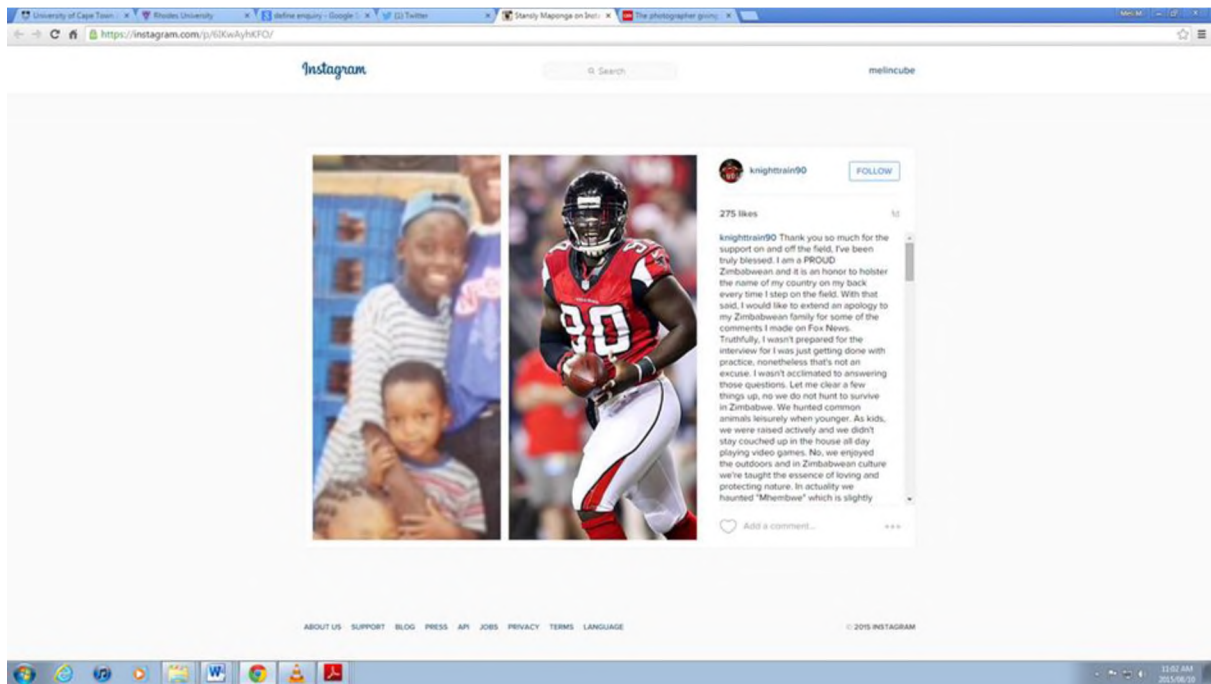 University of Cape Town
Rhodes University
define enquiry - Google
(1) Twitter
Stansly Maponga on Inst
The photographer giving
https://instagram.com/p/6IKwAyhKFO/
Instagram
Search
melincube
90
knighttrain90
FOLLOW
275 likes
knighttrain90 Thank you so much for the
support on and off the field, I've been
truly blessed. I am a PROUD
Zimbabwean and it is an honor to holster
the name of my country on my back
every time I step on the field. With that
said, I would like to extend an apology to
my Zimbabwean family for some of the
comments I made on Fox News.
Truthfully, I wasn't prepared for the
interview for I was just getting done with
practice, nonetheless that's not an
excuse. I wasn't acclimated to answering
those questions. Let me clear a few
things up, no we do not hunt to survive
in Zimbabwe. We hunted common
animals leisurely when younger. As kids,
we were raised actively and we didn't
stay couched up in the house all day
playing video games. No, we enjoyed
the outdoors and in Zimbabwean culture
we're taught the essence of loving and
protecting nature. In actuality we
haunted "Mhembwe" which is slightly
Add a comment...
ABOUT US SUPPORT BLOG PRESS API JOBS PRIVACY TERMS LANGUAGE
© 2015 INSTAGRAM
11:02 AM
2015/08/10